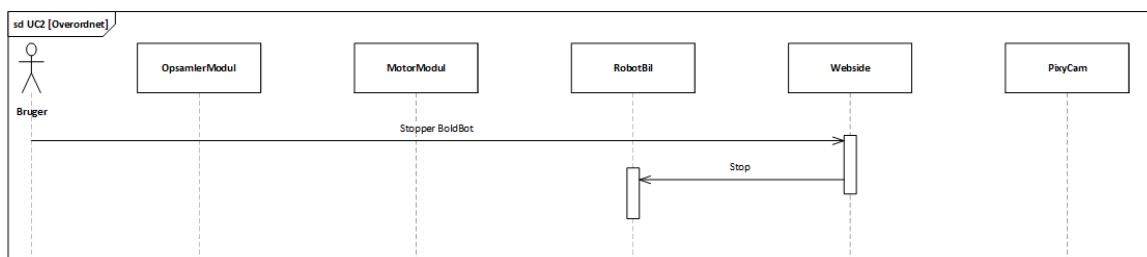 sd UC2 [Overordnet]
Bruger
OpsamlerModul
MotorModul
RobotBil
Webside
PixyCam
Stopper BoldBot
Stop